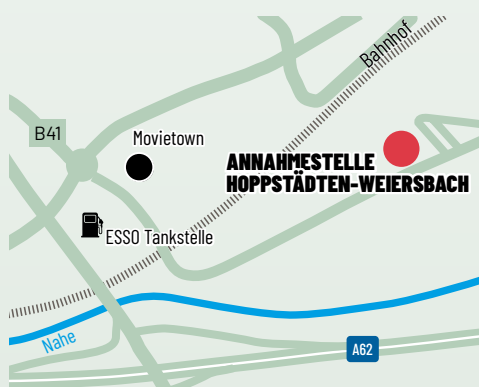 Bahnhof
B41
Movietown
ANNAHMESTELLE
HOPPSTÄDTEN-WEIERSBACH
ESSO Tankstelle
Nahe
A62